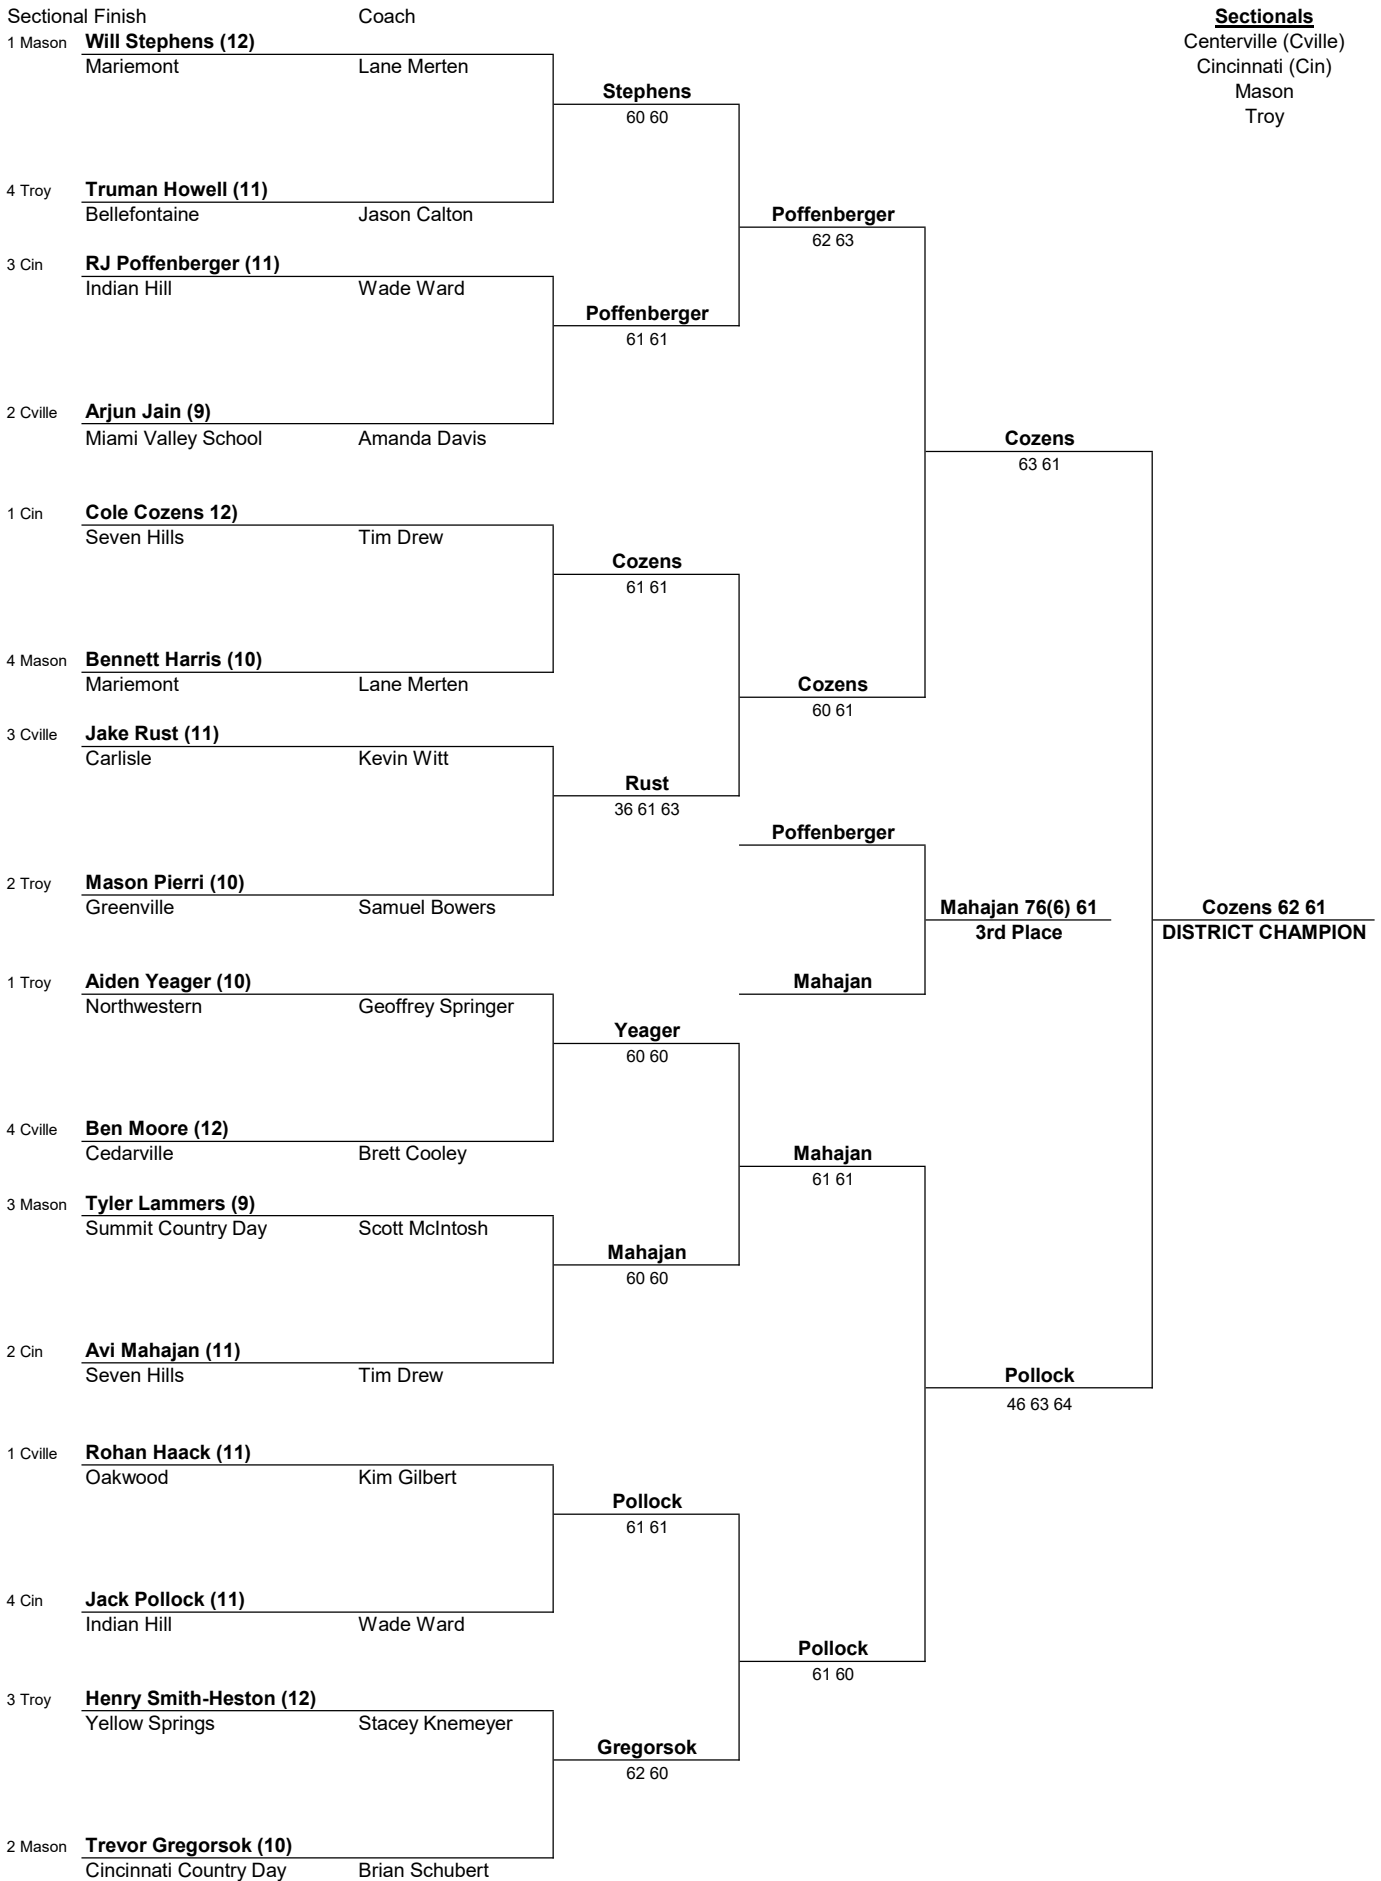 Sectional Finish Coach Sectionals
1 Mason Will Stephens (12) Centerville (Cville)
Mariemont Lane Merten Cincinnati (Cin)
Stephens Mason
60 60 Troy
4 Troy Truman Howell (11)
Bellefontaine Jason Calton Poffenberger
62 63
3 Cin RJ Poffenberger (11)
Indian Hill Wade Ward
Poffenberger
61 61
2 Cville Arjun Jain (9)
Miami Valley School Amanda Davis Cozens
63 61
1 Cin Cole Cozens 12)
Seven Hills Tim Drew
Cozens
61 61
4 Mason Bennett Harris (10)
Mariemont Lane Merten Cozens
60 61
3 Cville Jake Rust (11)
Carlisle Kevin Witt
Rust
36 61 63
Poffenberger
2 Troy Mason Pierri (10)
Greenville Samuel Bowers Mahajan 76(6) 61 Cozens 62 61
3rd Place DISTRICT CHAMPION
1 Troy Aiden Yeager (10) Mahajan
Northwestern Geoffrey Springer
Yeager
60 60
4 Cville Ben Moore (12)
Cedarville Brett Cooley Mahajan
61 61
3 Mason Tyler Lammers (9)
Summit Country Day Scott McIntosh
Mahajan
60 60
2 Cin Avi Mahajan (11)
Seven Hills Tim Drew Pollock
46 63 64
1 Cville Rohan Haack (11)
Oakwood Kim Gilbert
Pollock
61 61
4 Cin Jack Pollock (11)
Indian Hill Wade Ward
Pollock
61 60
3 Troy Henry Smith-Heston (12)
Yellow Springs Stacey Knemeyer
Gregorsok
62 60
2 Mason Trevor Gregorsok (10)
Cincinnati Country Day Brian Schubert